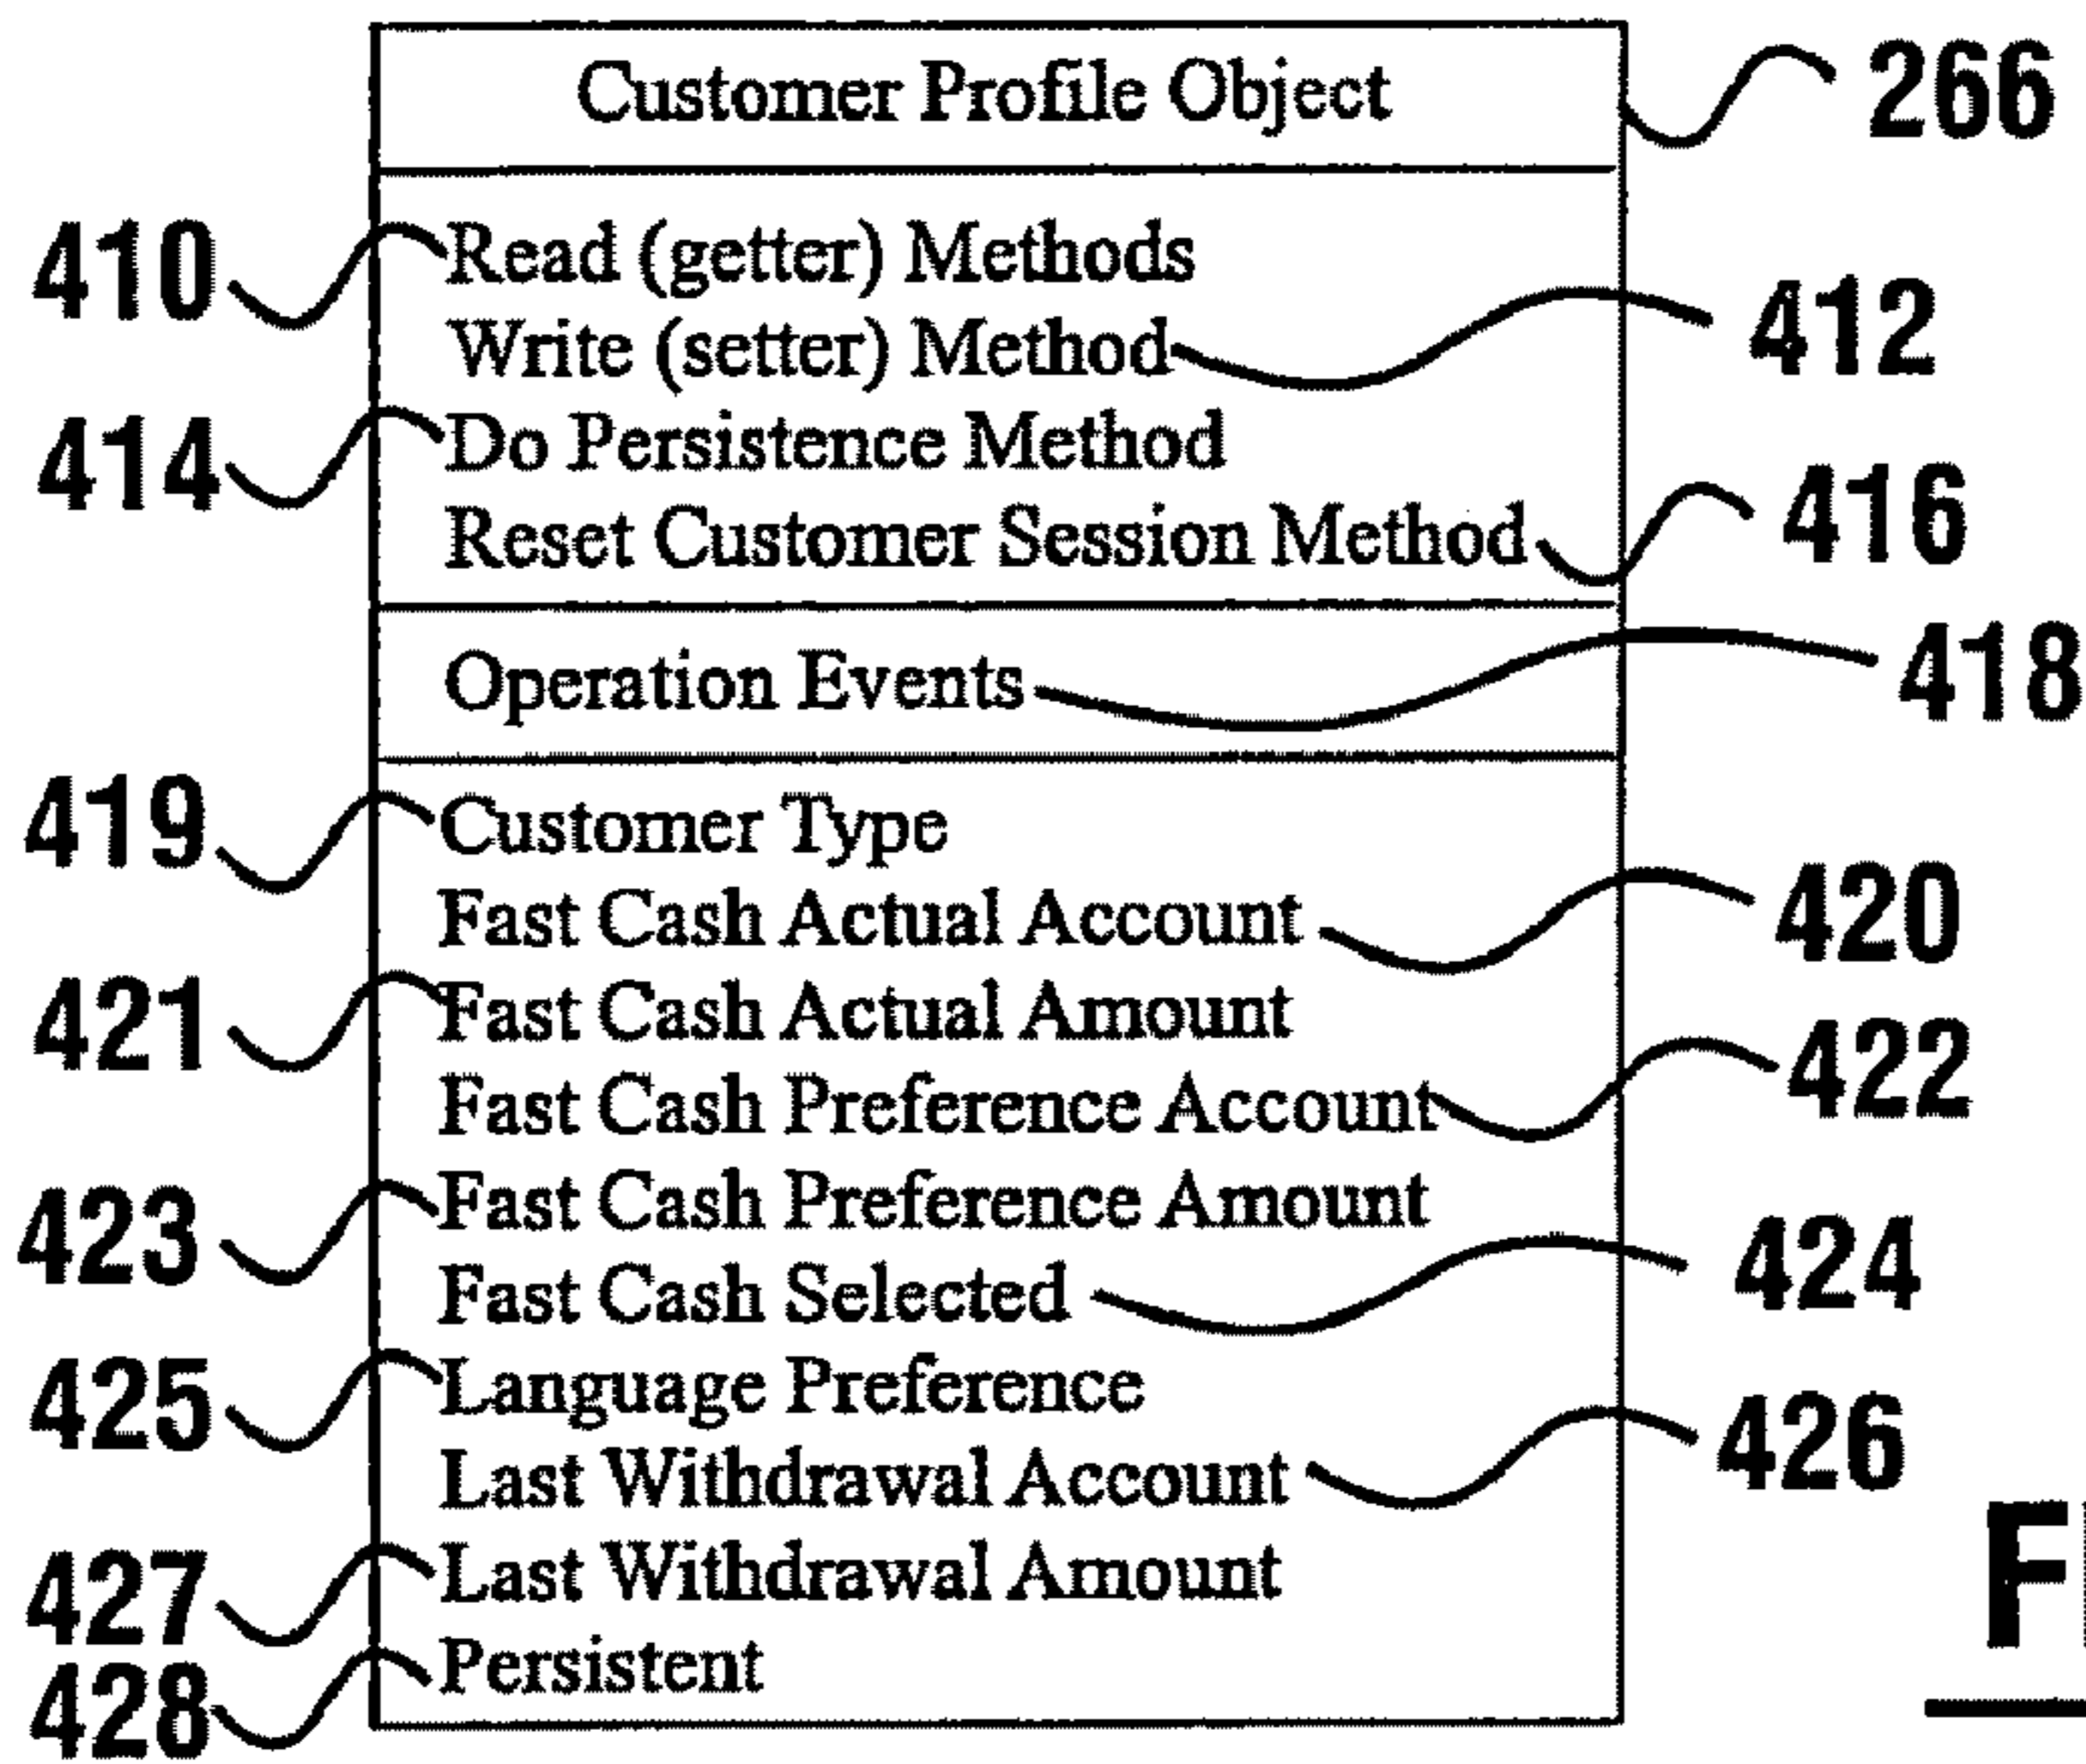 Customer Profile Object 266
410 Read (getter) Methods
Write (setter) Method 412
414 Do Persistence Method
Reset Customer Session Method 416
Operation Events 418
419 Customer Type
Fast Cash Actual Account 420
421 Fast Cash Actual Amount
Fast Cash Preference Account 422
423 Fast Cash Preference Amount
Fast Cash Selected 424
425 Language Preference
Last Withdrawal Account 426
427 Last Withdrawal Amount
428 Persistent